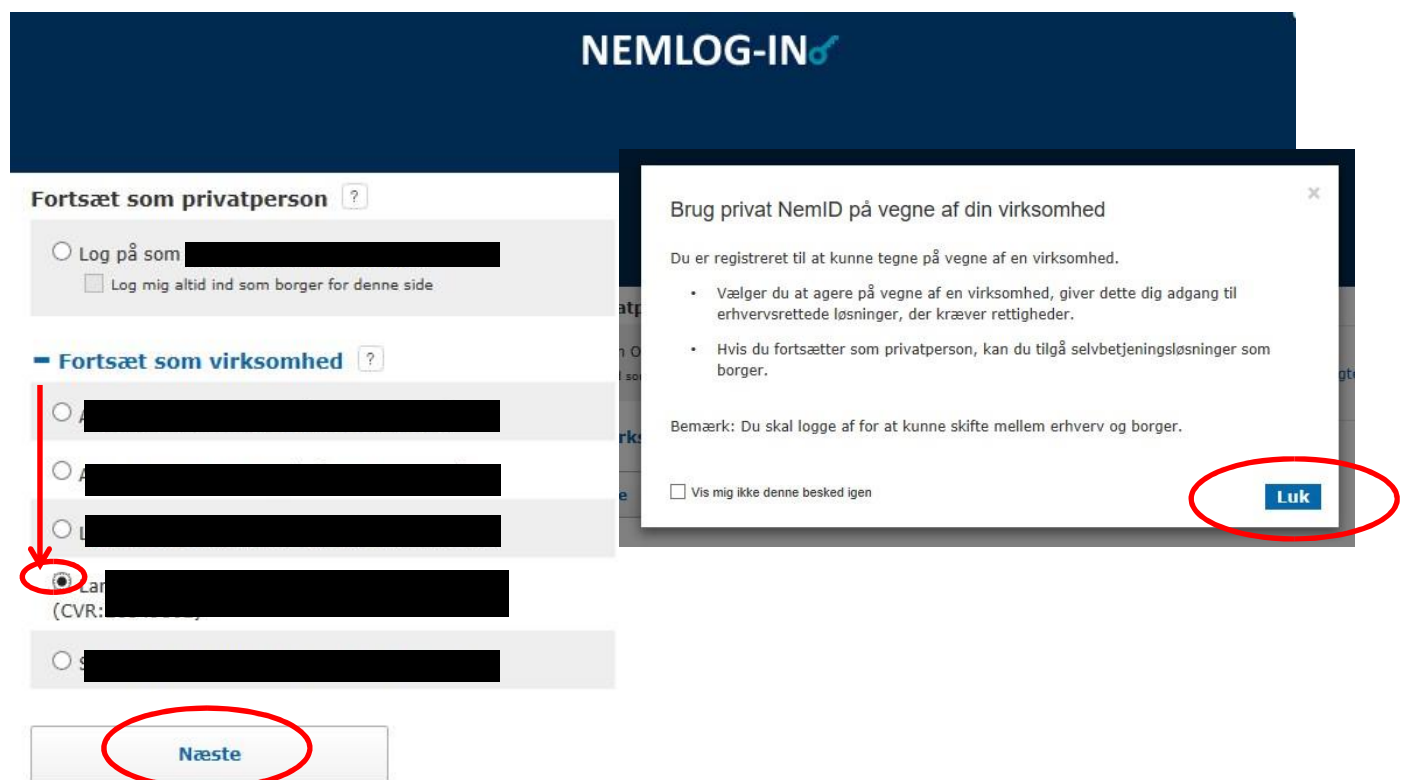 NEMLOG-IN
Fortsæt som privatperson ?
Log på som
Log mig altid ind som borger for denne side
Fortsæt som virksomhed ?
(CVR:
Næste
Brug privat NemID på vegne af din virksomhed
×
Du er registreret til at kunne tegne på vegne af en virksomhed.
• Vælger du at agere på vegne af en virksomhed, giver dette dig adgang til
erhvervsrettede løsninger, der kræver rettigheder.
• Hvis du fortsætter som privatperson, kan du tilgå selvbetjeningsløsninger som
borger.
Bemærk: Du skal logge af for at kunne skifte mellem erhverv og borger.
Vis mig ikke denne besked igen
Luk